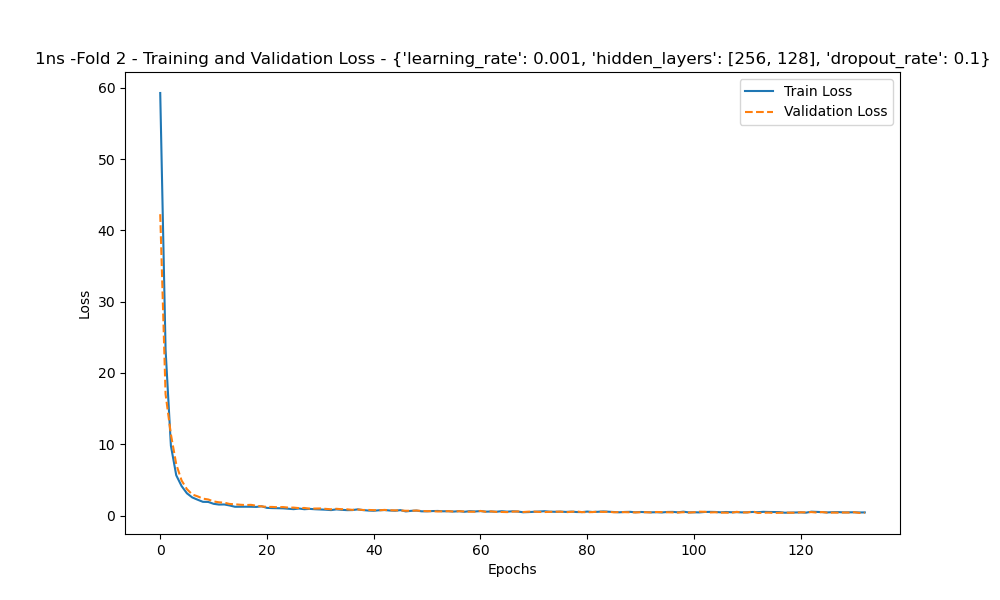 1ns -Fold 2 - Training and Validation Loss - {'learning_rate': 0.001, 'hidden_layers': [256, 128], 'dropout_rate': 0.1}
Train Loss
Validation Loss
60
50
40
30
20
10
0
Loss
0 20 40 60 80 100 120
Epochs